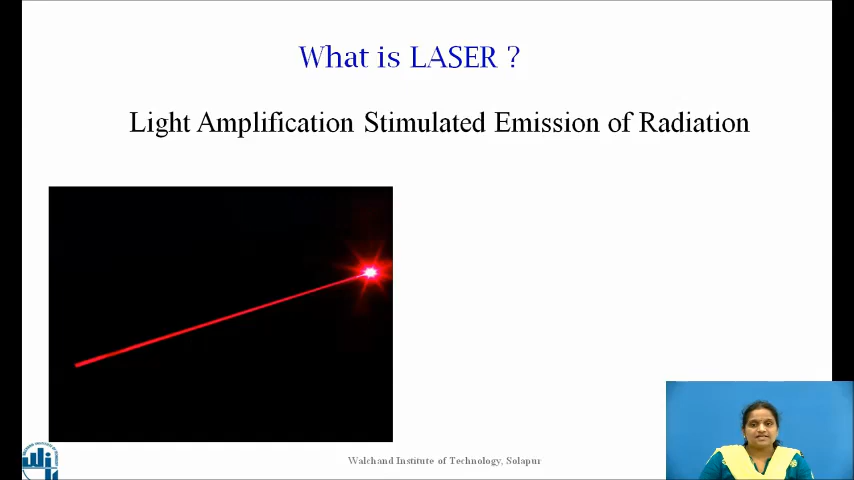 What is LASER ?
Light Amplification Stimulated Emission of Radiation
Walchand Institute of Technology, Solapur